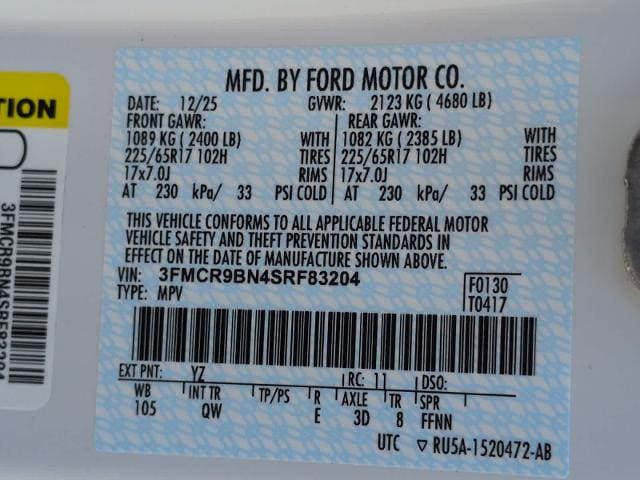 TION
3FMCR9BN4SRF83204
MFD. BY FORD MOTOR CO.
DATE: 12/25 GVWR: 2123 KG ( 4680 LB)
FRONT GAWR: REAR GAWR:
1089 KG ( 2400 LB) WITH 1082 KG ( 2385 LB) WITH
225/65R17 102H TIRES 225/65R17 102H TIRES
17x7.0J RIMS 17x7.0J RIMS
AT 230 kPa/ 33 PSI COLD AT 230 kPa/ 33 PSI COLD
THIS VEHICLE CONFORMS TO ALL APPLICABLE FEDERAL MOTOR
VEHICLE SAFETY AND THEFT PREVENTION STANDARDS IN
EFFECT ON THE DATE OF MANUFACTURE SHOWN ABOVE.
VIN: 3FMCR9BN4SRF83204 F0130
TYPE: MPV T0417
EXT PNT: YZ RC: 11 DSO:
WB INT TR TP/PS R AXLE TR SPR
105 QW E 3D 8 FFNN
UTC ▽ RU5A-1520472-AB